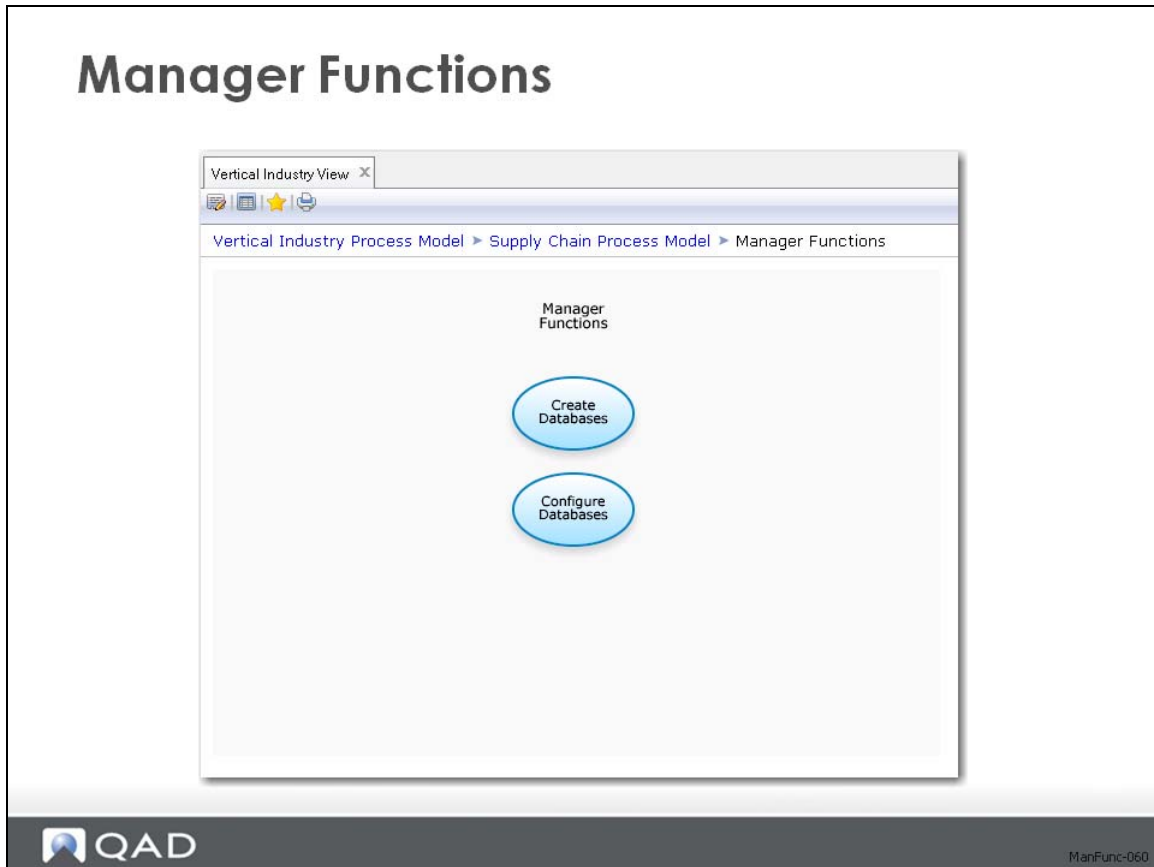 Manager Functions
Vertical Industry View
Vertical Industry Process Model ➤ Supply Chain Process Model ➤ Manager Functions
Manager
Functions
Create
Databases
Configure
Databases
QAD
ManFunc-060